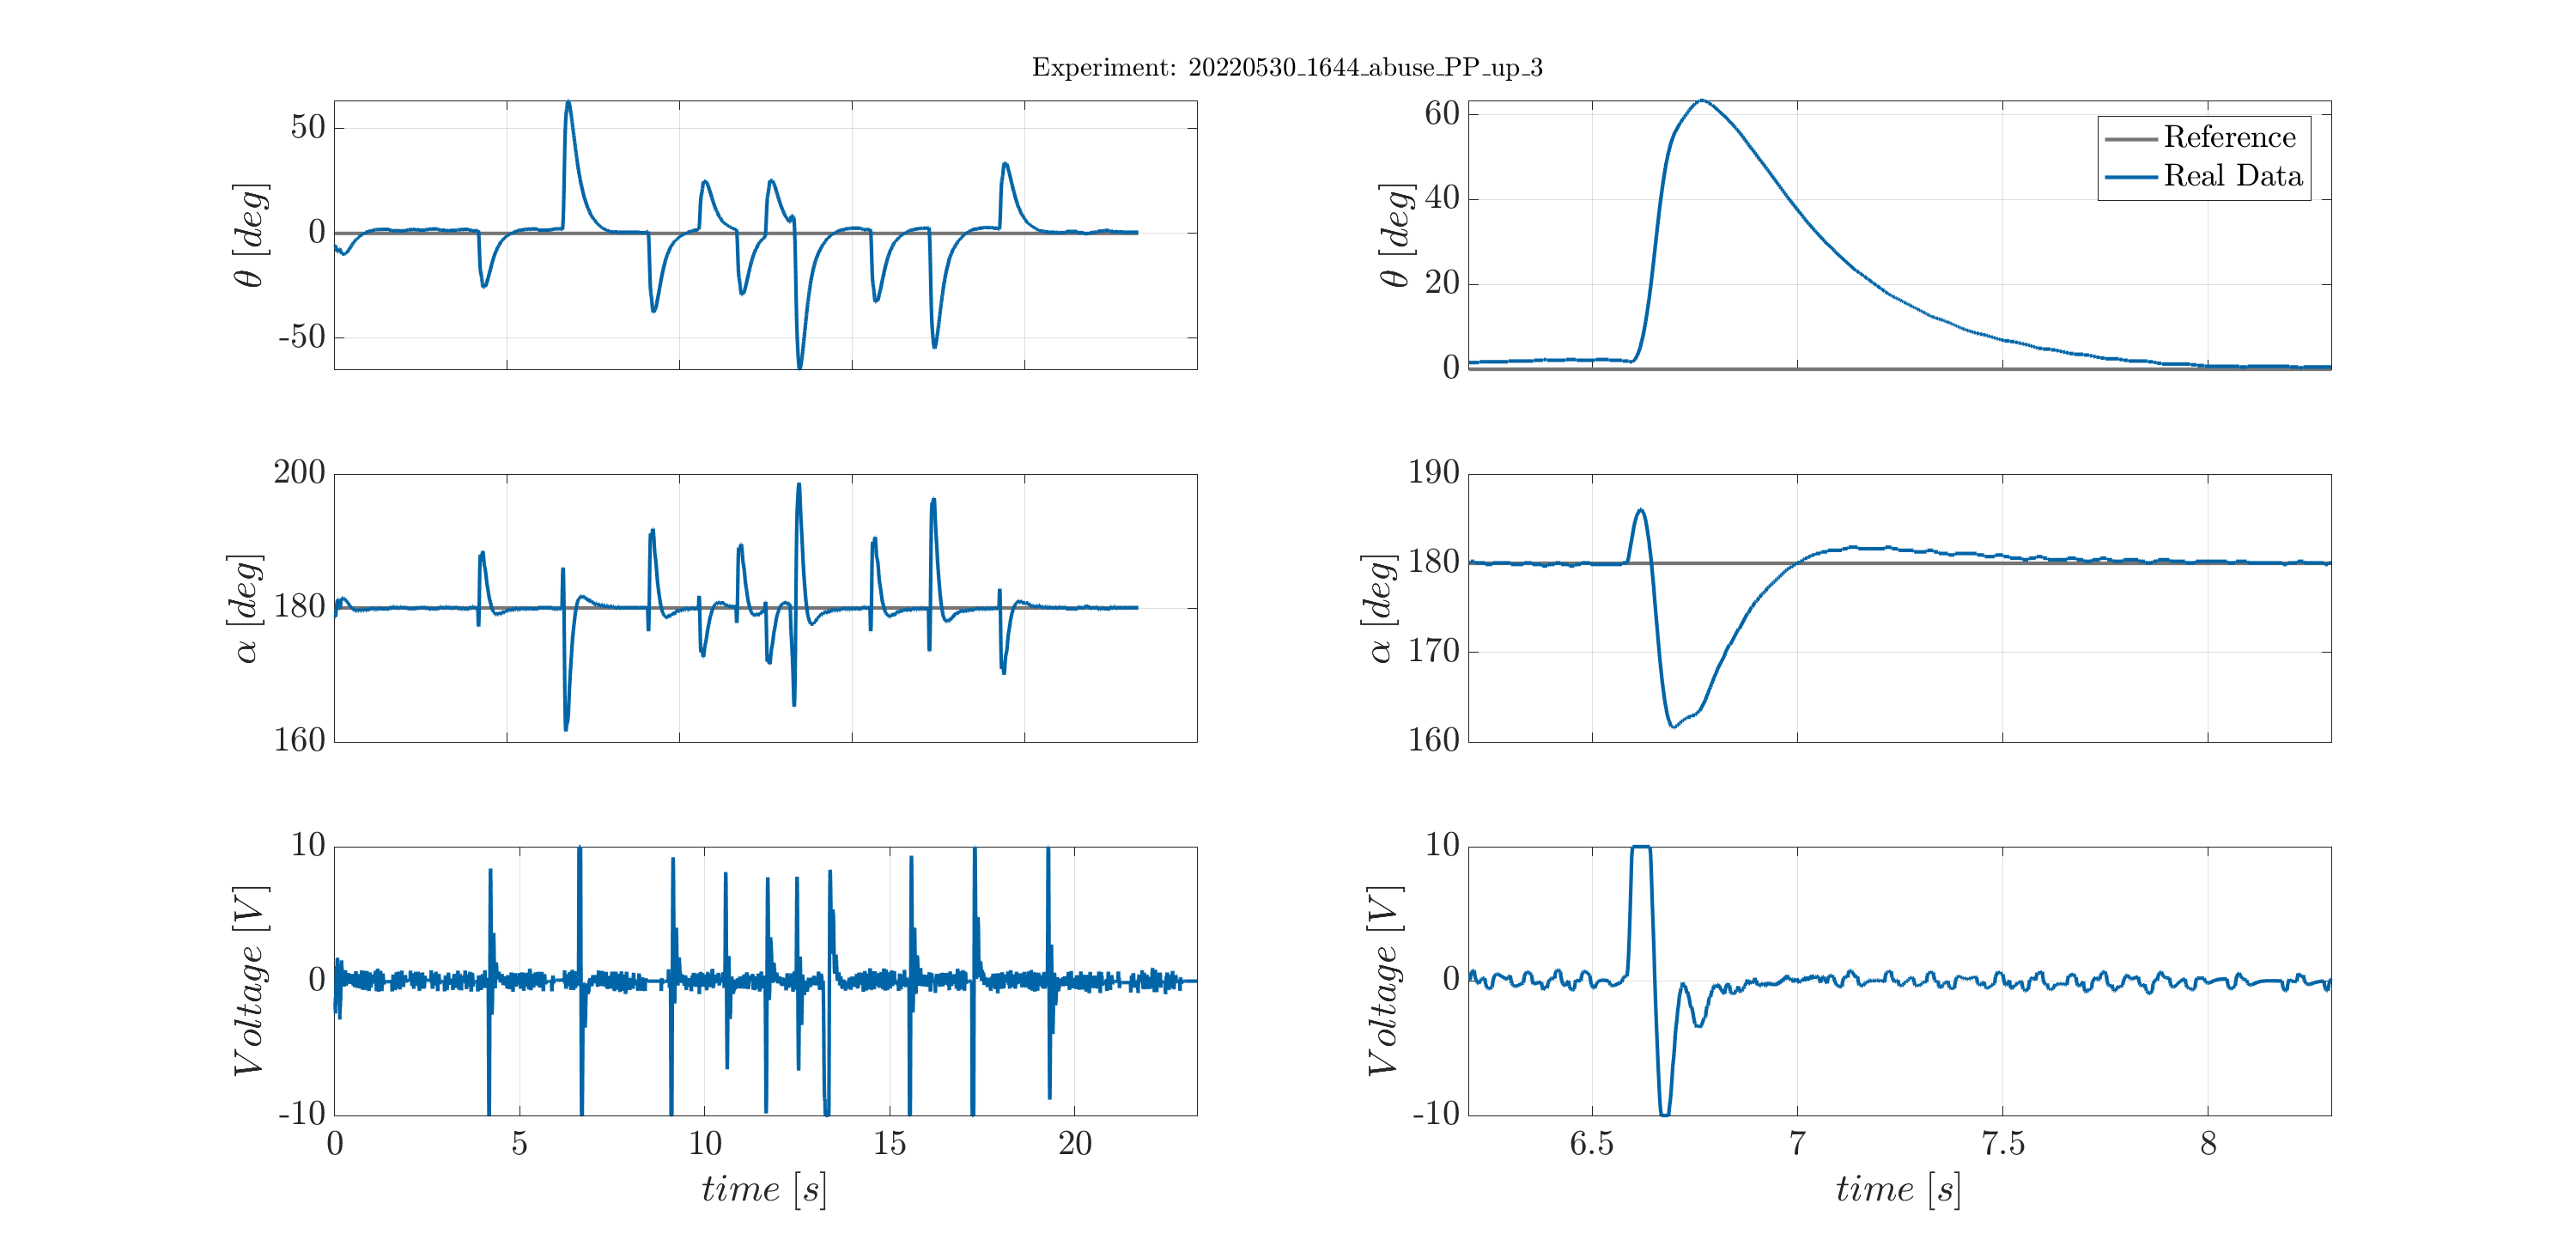 Experiment: 20220530_1644_abuse_PP_up_3
50
0
-50
θ [deg]
60
40
20
0
θ [deg]
Reference
Real Data
200
180
160
α [deg]
190
180
170
160
α [deg]
10
0
-10
Voltage [V]
0 5 10 15 20
time [s]
10
0
-10
Voltage [V]
6.5 7 7.5 8
time [s]